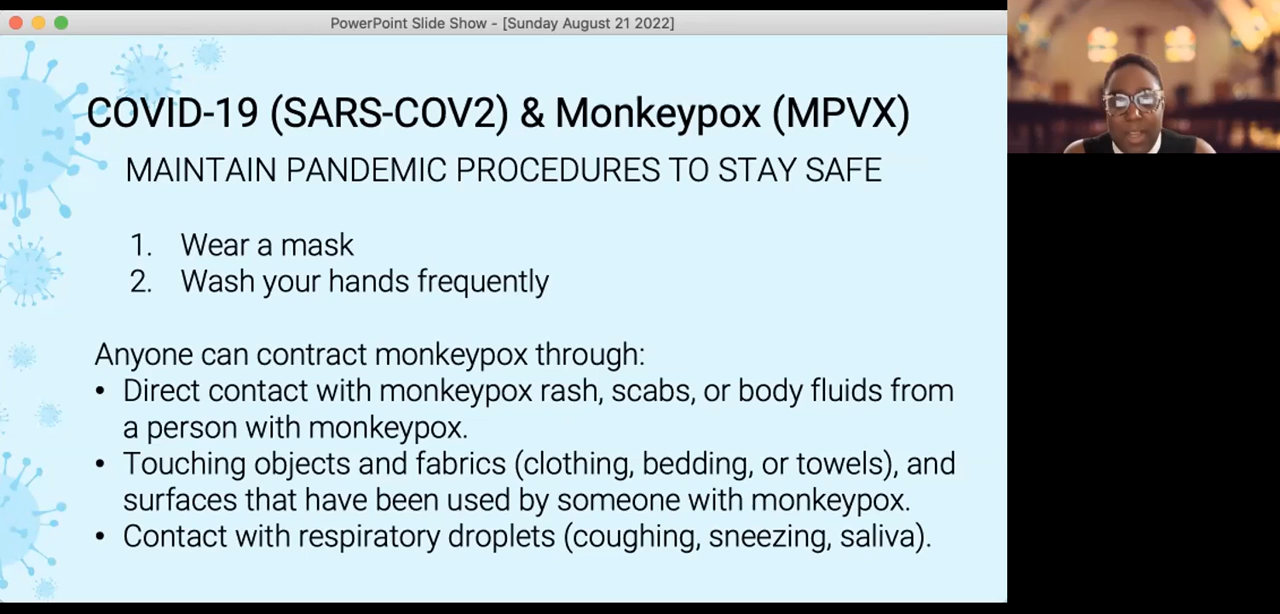 PowerPoint Slide Show - [Sunday August 21 2022]
COVID-19 (SARS-COV2) & Monkeypox (MPVX)
MAINTAIN PANDEMIC PROCEDURES TO STAY SAFE
1. Wear a mask
2. Wash your hands frequently
Anyone can contract monkeypox through:
• Direct contact with monkeypox rash, scabs, or body fluids from
a person with monkeypox.
• Touching objects and fabrics (clothing, bedding, or towels), and
surfaces that have been used by someone with monkeypox.
• Contact with respiratory droplets (coughing, sneezing, saliva).